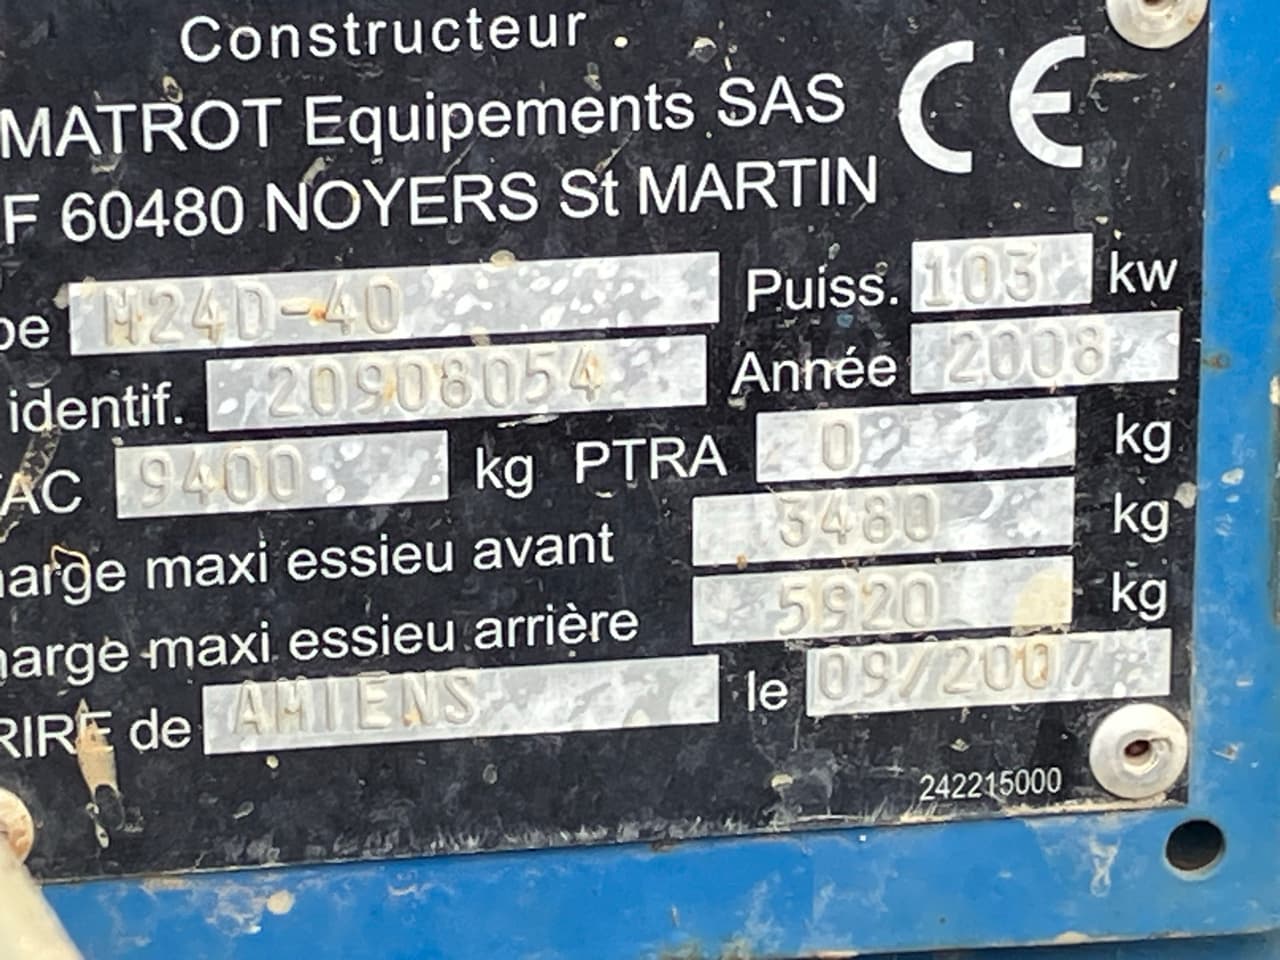 Constructeur
MATROT Equipements SAS CE
F 60480 NOYERS St MARTIN
pe M24D-40 Puiss. 103 kw
identif. 20908054 Année 2008
AC 9400 kg PTRA 0 kg
harge maxi essieu avant 3480 kg
harge maxi essieu arrière 5920 kg
RIRE de AMIENS le 09/2007
242215000